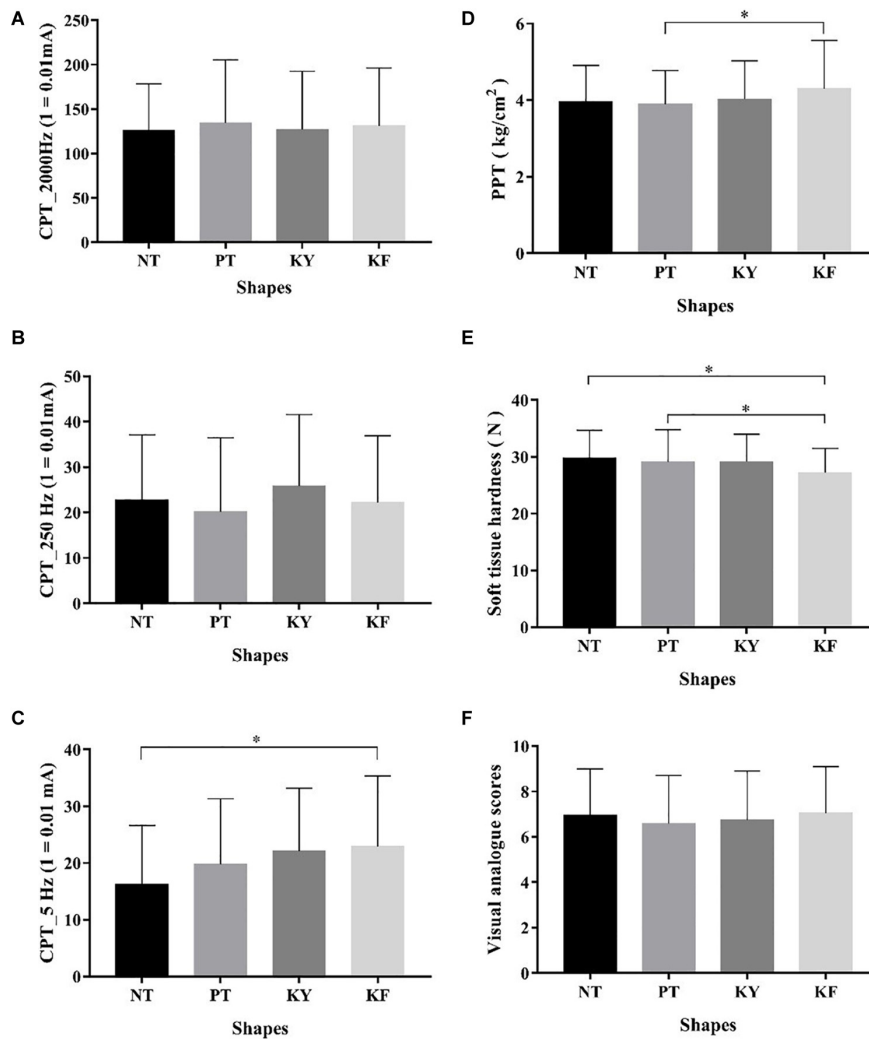 A
CPT_2000Hz (1 = 0.01mA)
250
200
150
100
50
0
NT PT KY KF
Shapes
B
CPT_250 Hz (1 = 0.01mA)
50
40
30
20
10
0
NT PT KY KF
Shapes
C
CPT_5 Hz (1 = 0.01 mA)
40
30
20
10
0
*
NT PT KY KF
Shapes
D
PPT ( kg/cm²)
6
4
2
0
*
NT PT KY KF
Shapes
E
Soft tissue hardness ( N )
40
30
20
10
0
*
*
NT PT KY KF
Shapes
F
Visual analogue scores
10
8
6
4
2
0
NT PT KY KF
Shapes